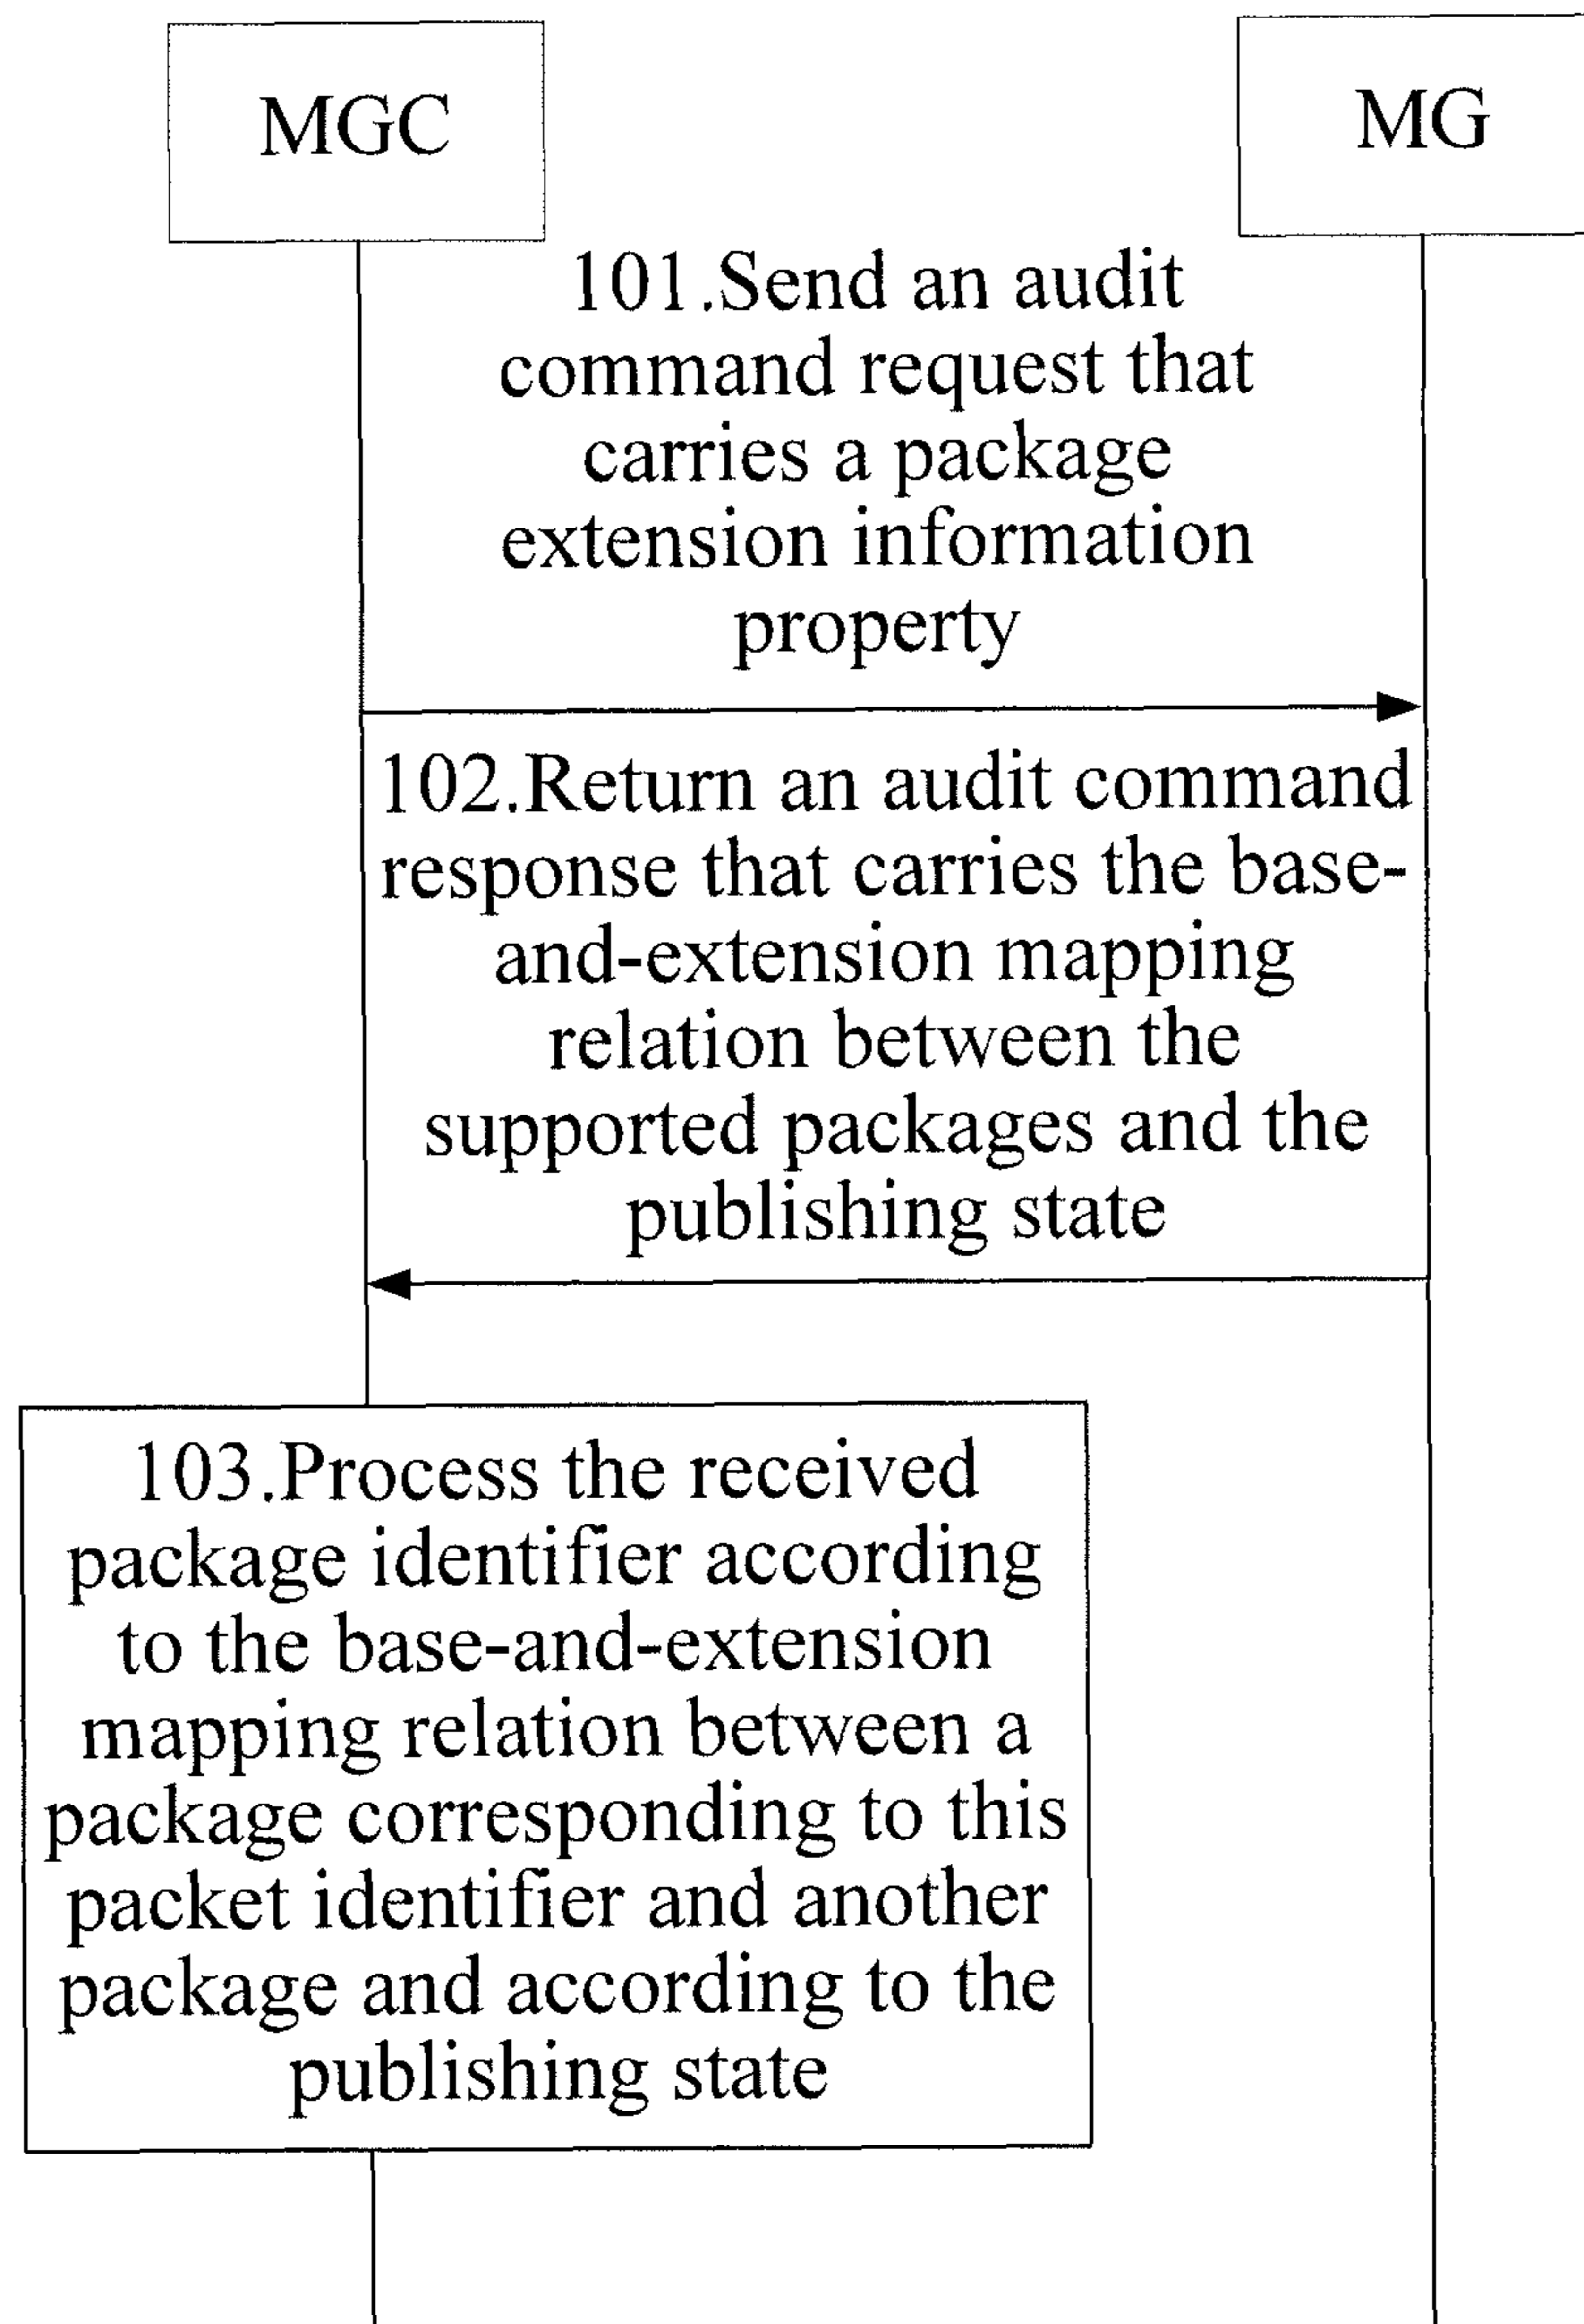 MGC
MG
101.Send an audit
command request that
carries a package
extension information
property
102.Return an audit command
response that carries the base-
and-extension mapping
relation between the
supported packages and the
publishing state
103.Process the received
package identifier according
to the base-and-extension
mapping relation between a
package corresponding to this
packet identifier and another
package and according to the
publishing state